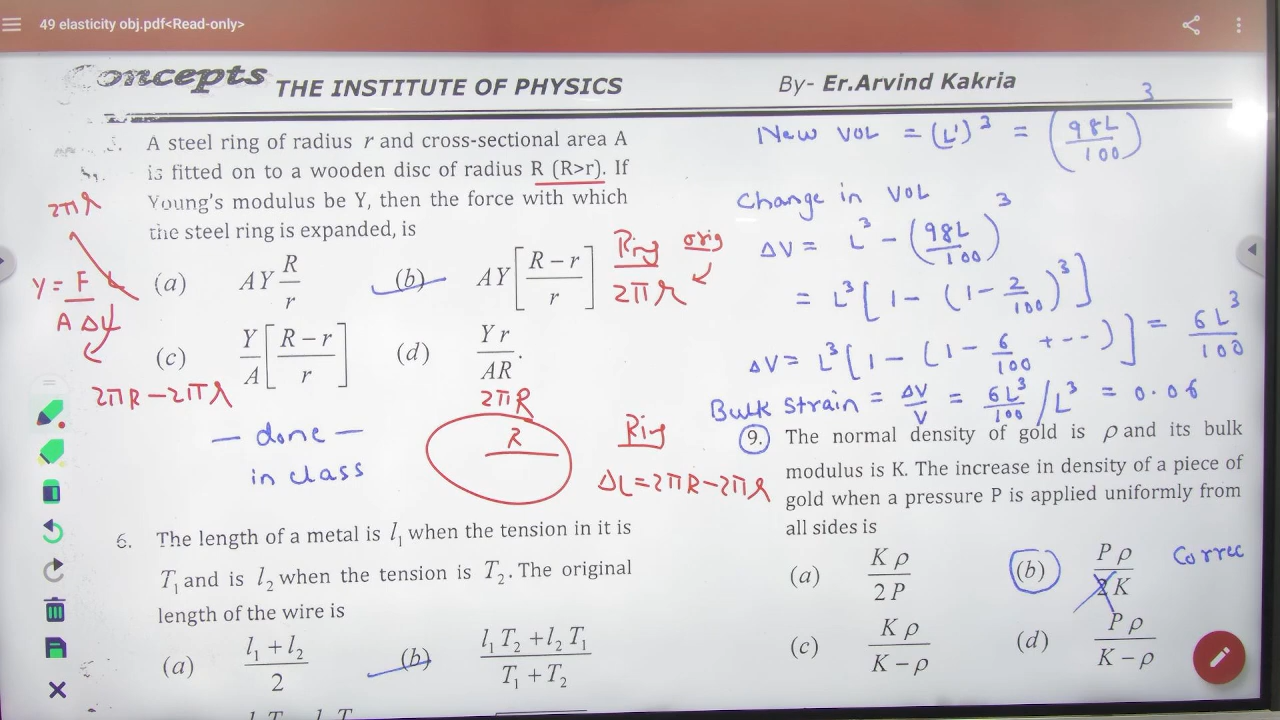 49 elasticity obj.pdf<Read-only>
Concepts THE INSTITUTE OF PHYSICS By- Er.Arvind Kakria
A steel ring of radius r and cross-sectional area A
is fitted on to a wooden disc of radius R (R>r). If
Young's modulus be Y, then the force with which
the steel ring is expanded, is
2πr
Y = F L
A ΔL
2πR - 2πr
(a) AY R/r (b) AY[R-r/r]
(c) Y/A[R-r/r] (d) Yr/AR.
Ring orig
2πr
2πR
R
Ring
ΔL = 2πR - 2πr
- done -
in class
6. The length of a metal is l₁ when the tension in it is
T₁ and is l₂ when the tension is T₂. The original
length of the wire is
(a) l₁ + l₂/2 (b) l₁T₂ + l₂T₁/T₁ + T₂
3
New vol = (L')³ = (98L/100)
Change in vol
ΔV = L³ - (98L/100)³
= L³[1 - (1 - 2/100)³]
ΔV = L³[1 - (1 - 6/100 + --)] = 6L³/100
Bulk strain = ΔV/V = 6L³/100 / L³ = 0.06
9. The normal density of gold is ρ and its bulk
modulus is K. The increase in density of a piece of
gold when a pressure P is applied uniformly from
all sides is
(a) Kρ/2P (b) Pρ/2K Correc
(c) Kρ/K-ρ (d) Pρ/K-ρ